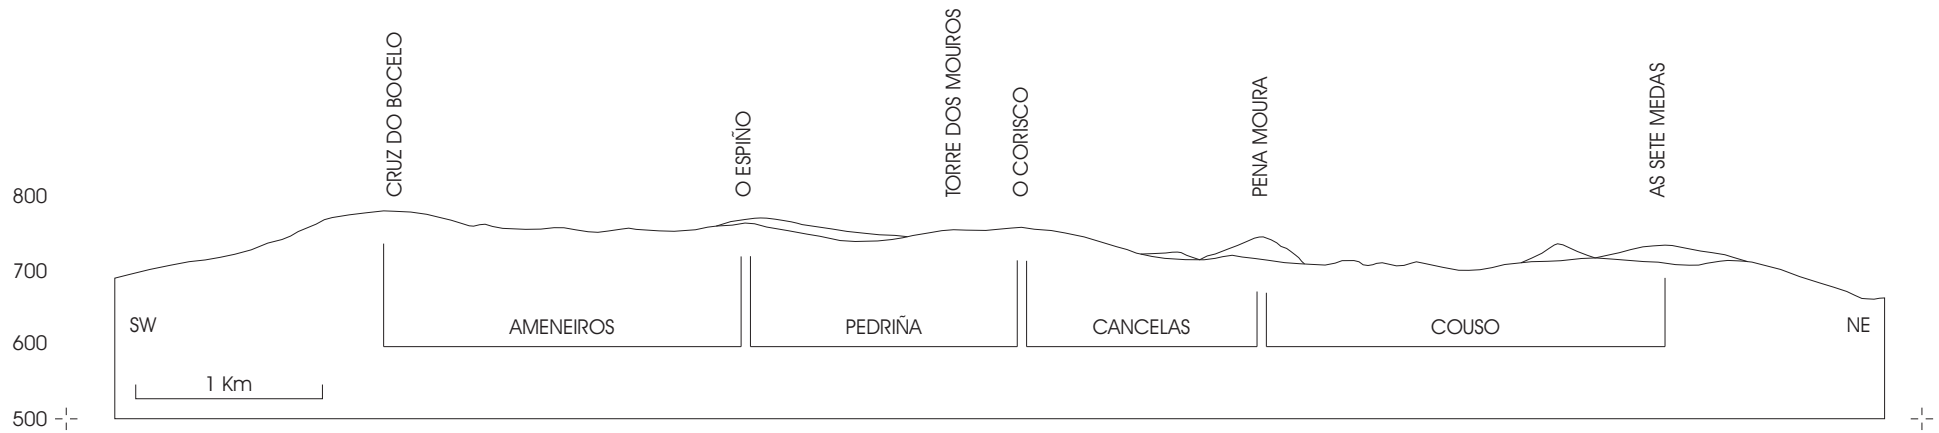 CRUZ DO BOCELO
O ESPIÑO
TORRE DOS MOUROS
O CORISCO
PENA MOURA
AS SETE MEDAS
800
700
600
500
SW
AMENEIROS
PEDRIÑA
CANCELAS
COUSO
NE
1 Km